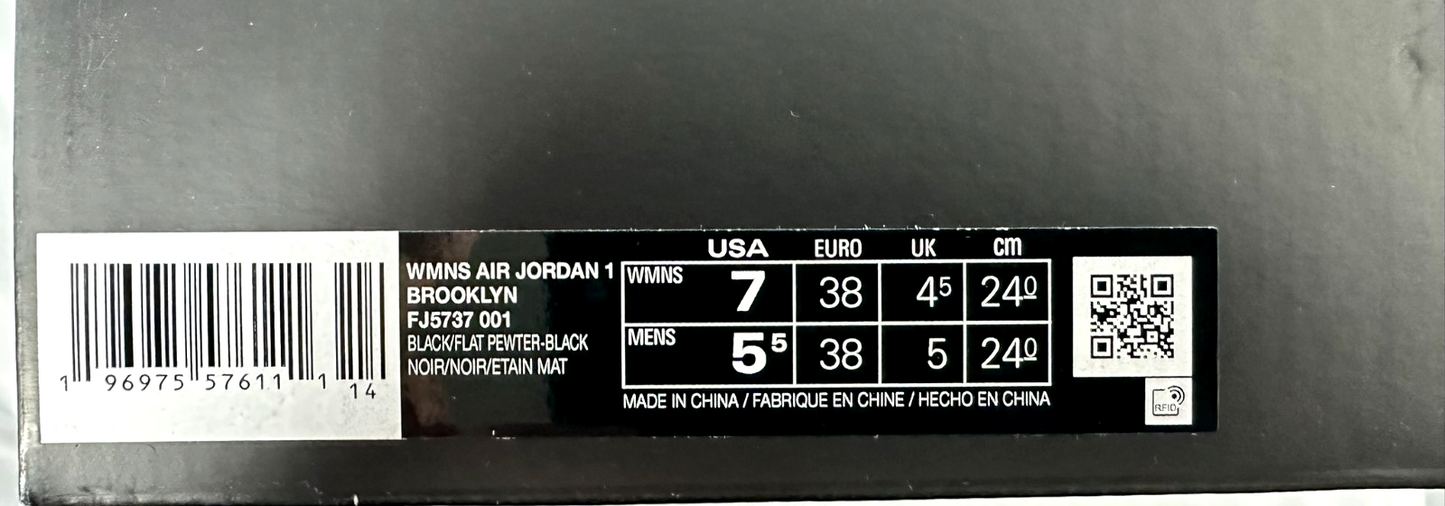 1 96975 57611 1 14
WMNS AIR JORDAN 1
BROOKLYN
FJ5737 001
BLACK/FLAT PEWTER-BLACK
NOIR/NOIR/ETAIN MAT
USA EURO UK cm
WMNS 7 38 4⁵ 24⁰
MENS 5⁵ 38 5 24⁰
MADE IN CHINA / FABRIQUE EN CHINE / HECHO EN CHINA
RFID